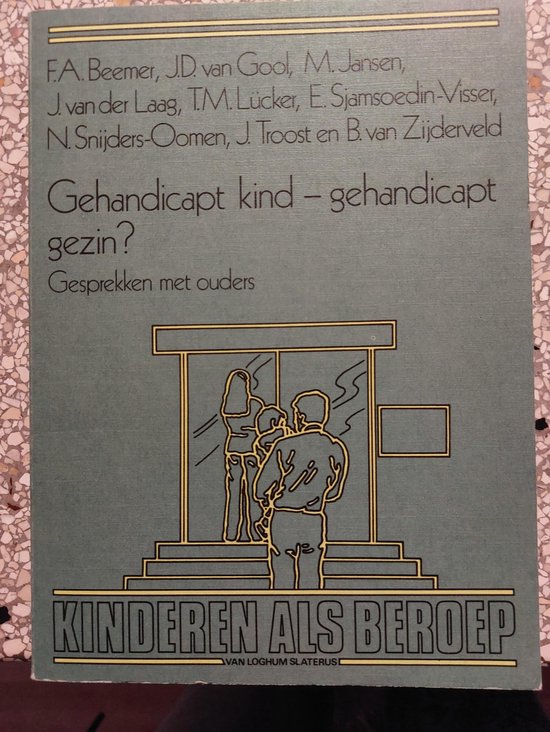 F.A. Beemer, J.D. van Gool, M. Jansen,
J. van der Laag, T.M. Lücker, E. Sjamsoedin-Visser,
N. Snijders-Oomen, J. Troost en B. van Zijderveld
Gehandicapt kind – gehandicapt
gezin?
Gesprekken met ouders
KINDEREN ALS BEROEP
VAN LOGHUM SLATERUS